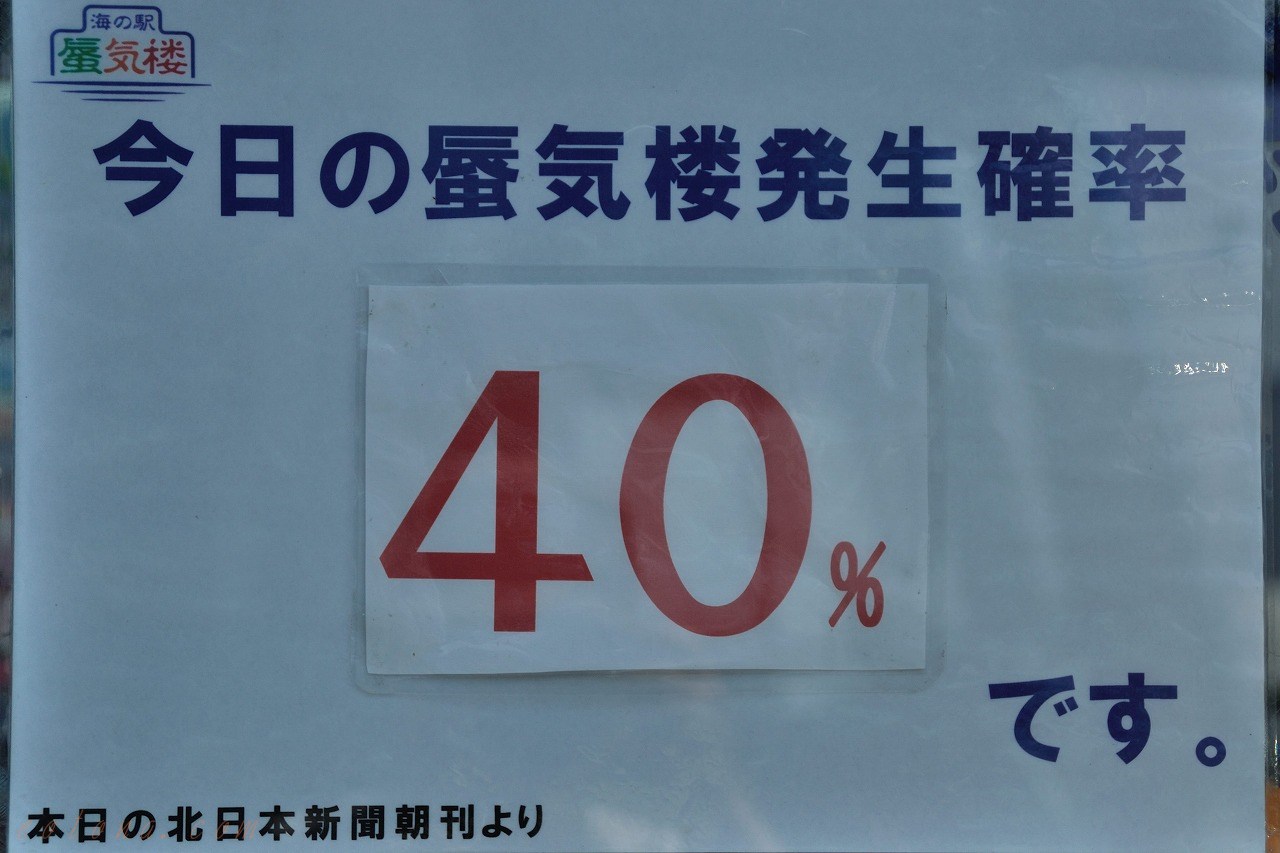 海の駅
蜃気楼
今日の蜃気楼発生確率
40%
です。
本日の北日本新聞朝刊より